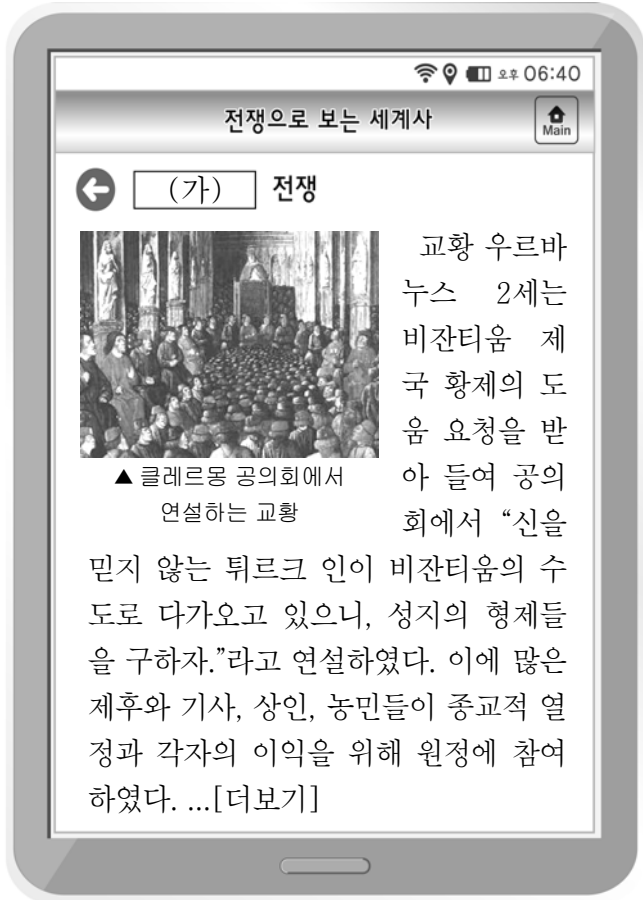 오후 06:40
전쟁으로 보는 세계사
Main
(가) 전쟁
교황 우르바
누스 2세는
비잔티움 제
국 황제의 도
움 요청을 받
아 들여 공의
회에서 “신을
▲ 클레르몽 공의회에서
연설하는 교황
믿지 않는 튀르크 인이 비잔티움의 수
도로 다가오고 있으니, 성지의 형제들
을 구하자.”라고 연설하였다. 이에 많은
제후와 기사, 상인, 농민들이 종교적 열
정과 각자의 이익을 위해 원정에 참여
하였다. ...[더보기]